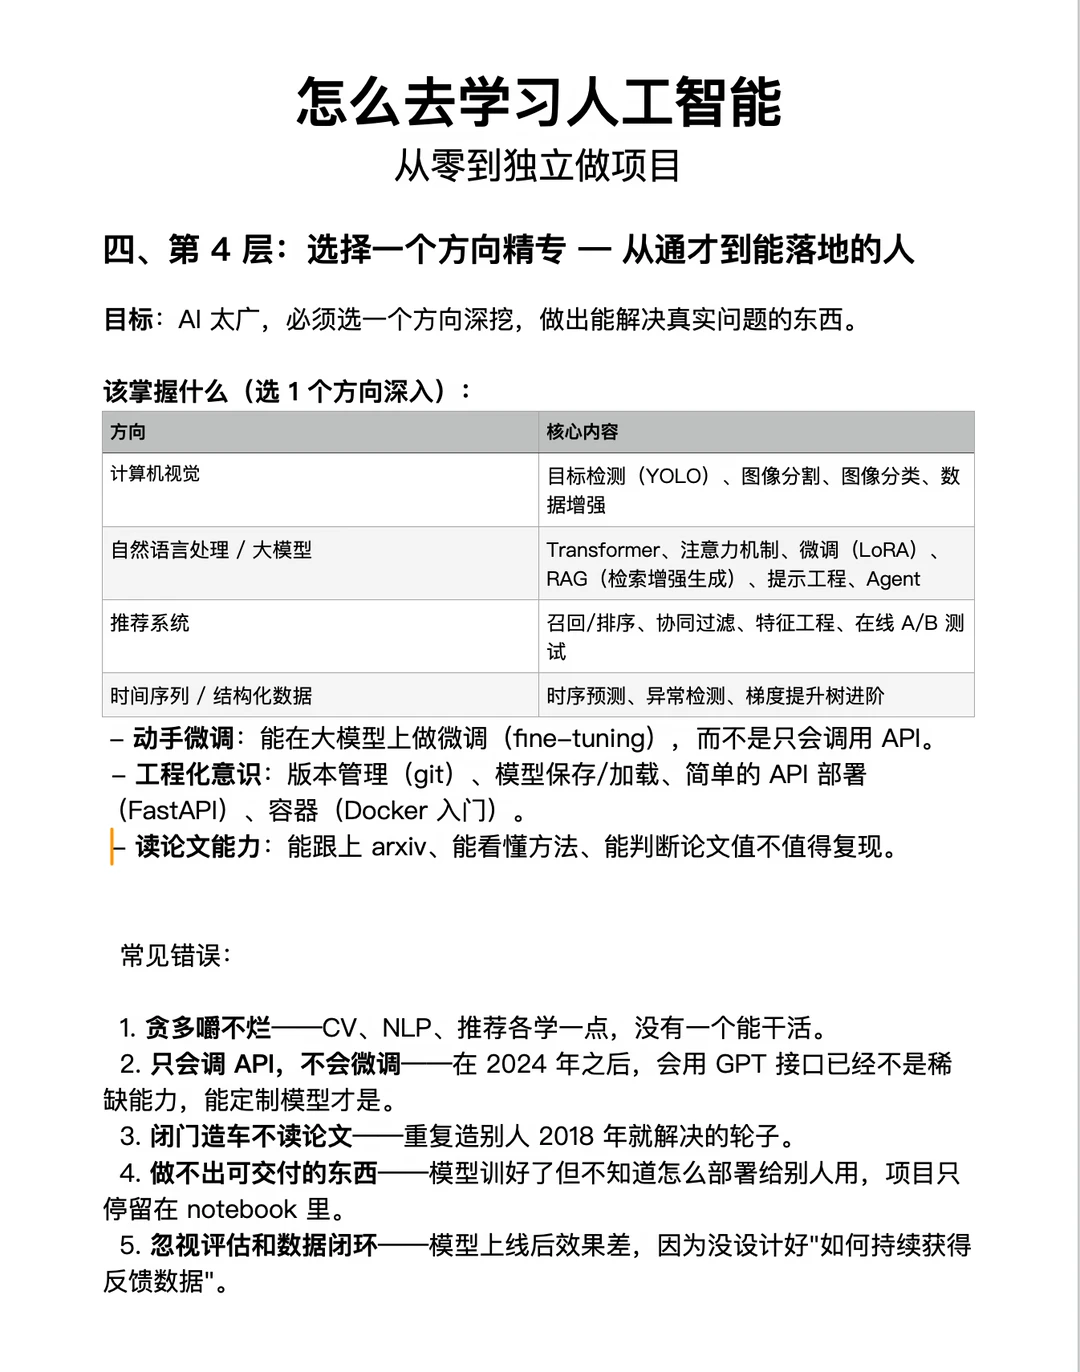 怎么去学习人工智能
从零到独立做项目
四、第 4 层：选择一个方向精专 — 从通才到能落地的人
目标：AI 太广，必须选一个方向深挖，做出能解决真实问题的东西。
该掌握什么（选 1 个方向深入）：
方向 核心内容
计算机视觉 目标检测（YOLO）、图像分割、图像分类、数
据增强
自然语言处理 / 大模型 Transformer、注意力机制、微调（LoRA）、
RAG（检索增强生成）、提示工程、Agent
推荐系统 召回/排序、协同过滤、特征工程、在线 A/B 测
试
时间序列 / 结构化数据 时序预测、异常检测、梯度提升树进阶
– 动手微调：能在大模型上做微调（fine–tuning），而不是只会调用 API。
– 工程化意识：版本管理（git）、模型保存/加载、简单的 API 部署
（FastAPI）、容器（Docker 入门）。
– 读论文能力：能跟上 arxiv、能看懂方法、能判断论文值不值得复现。
常见错误：
1. 贪多嚼不烂——CV、NLP、推荐各学一点，没有一个能干活。
2. 只会调 API，不会微调——在 2024 年之后，会用 GPT 接口已经不是稀
缺能力，能定制模型才是。
3. 闭门造车不读论文——重复造别人 2018 年就解决的轮子。
4. 做不出可交付的东西——模型训好了但不知道怎么部署给别人用，项目只
停留在 notebook 里。
5. 忽视评估和数据闭环——模型上线后效果差，因为没设计好"如何持续获得
反馈数据"。